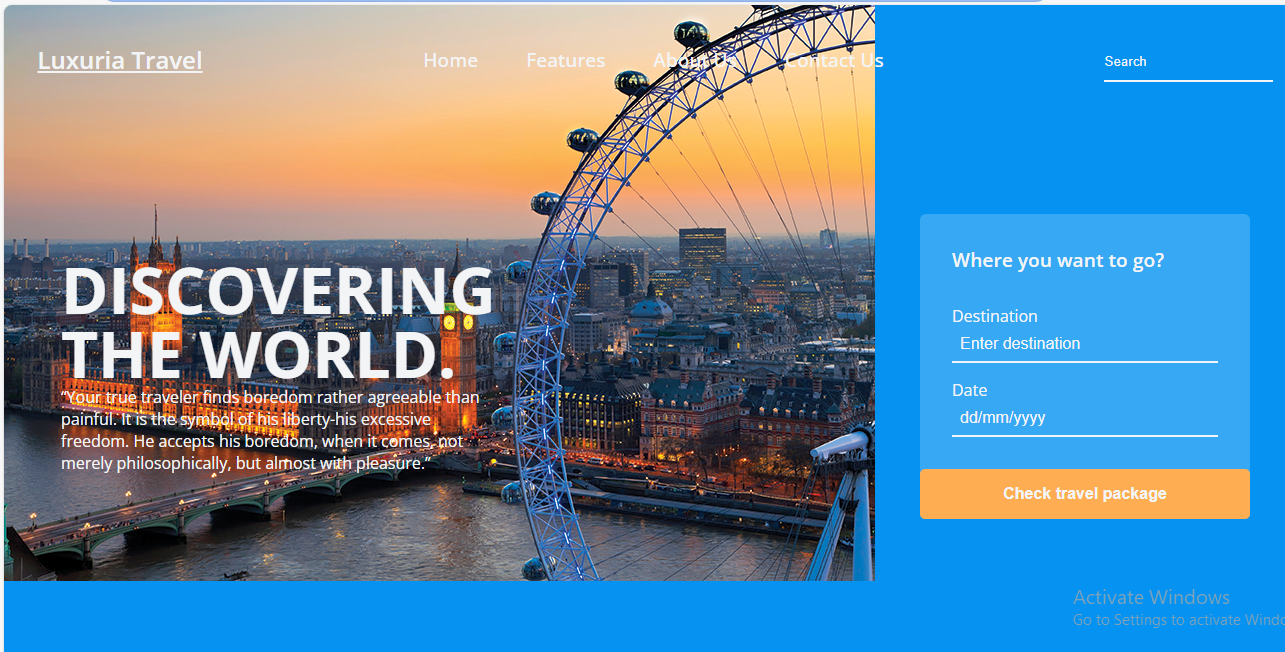 Luxuria Travel
Home
Features
About Us
Contact Us
Search
DISCOVERING
THE WORLD.
“Your true traveler finds boredom rather agreeable than
painful. It is the symbol of his liberty-his excessive
freedom. He accepts his boredom, when it comes, not
merely philosophically, but almost with pleasure.”
Where you want to go?
Destination
Enter destination
Date
dd/mm/yyyy
Check travel package
Activate Windows
Go to Settings to activate Windo